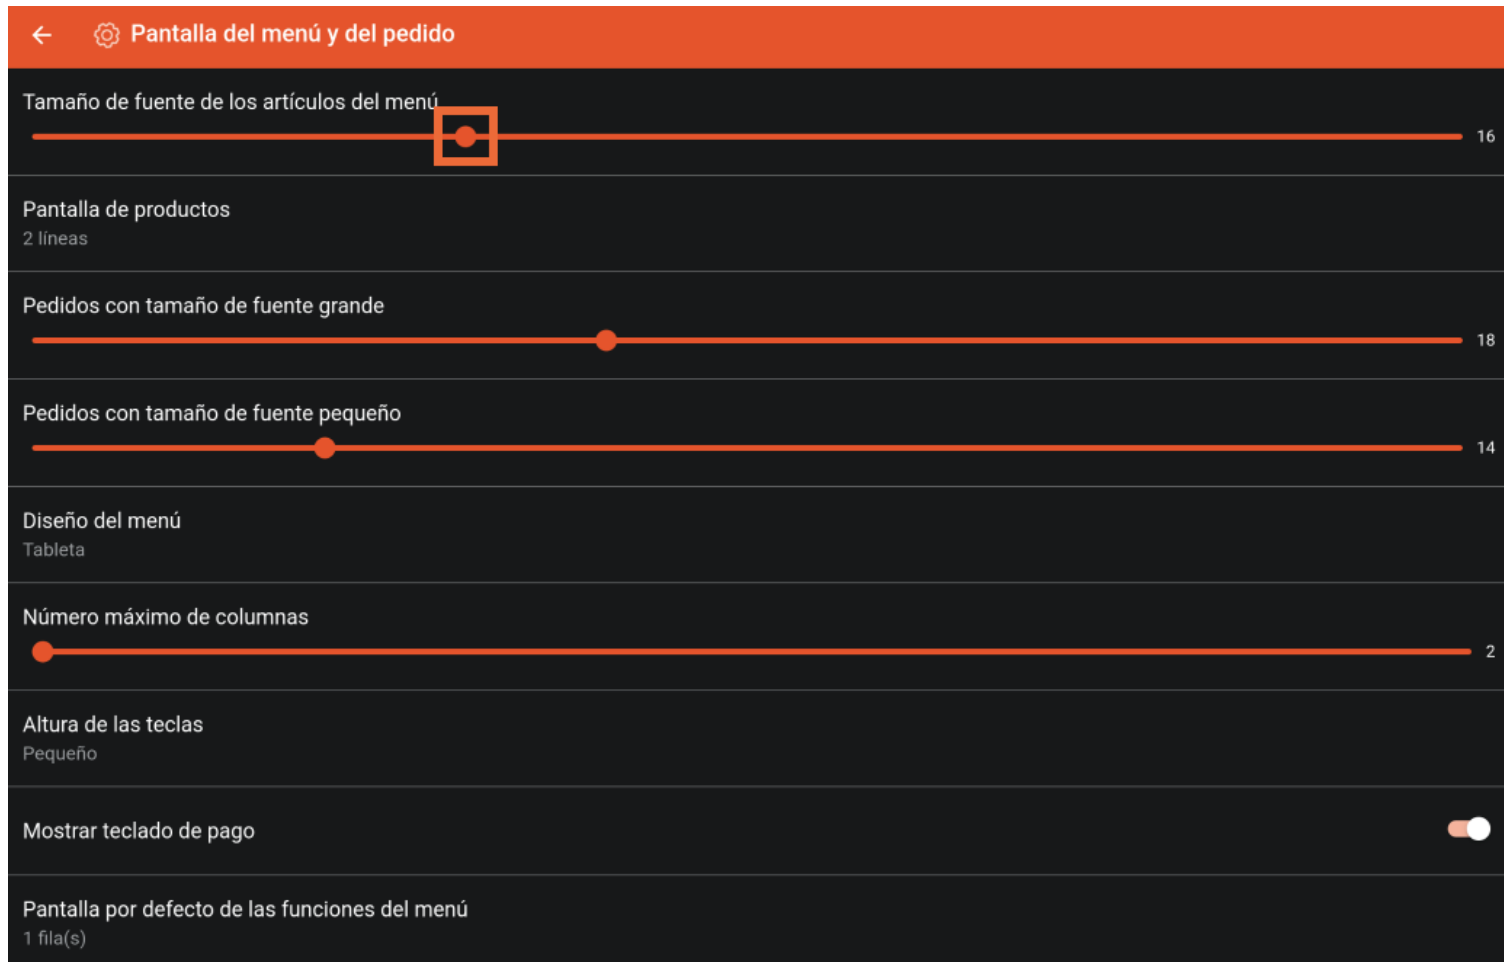 Pantalla del menú y del pedido
Tamaño de fuente de los artículos del menú
16
Pantalla de productos
2 líneas
Pedidos con tamaño de fuente grande
18
Pedidos con tamaño de fuente pequeño
14
Diseño del menú
Tableta
Número máximo de columnas
2
Altura de las teclas
Pequeño
Mostrar teclado de pago
Pantalla por defecto de las funciones del menú
1 fila(s)